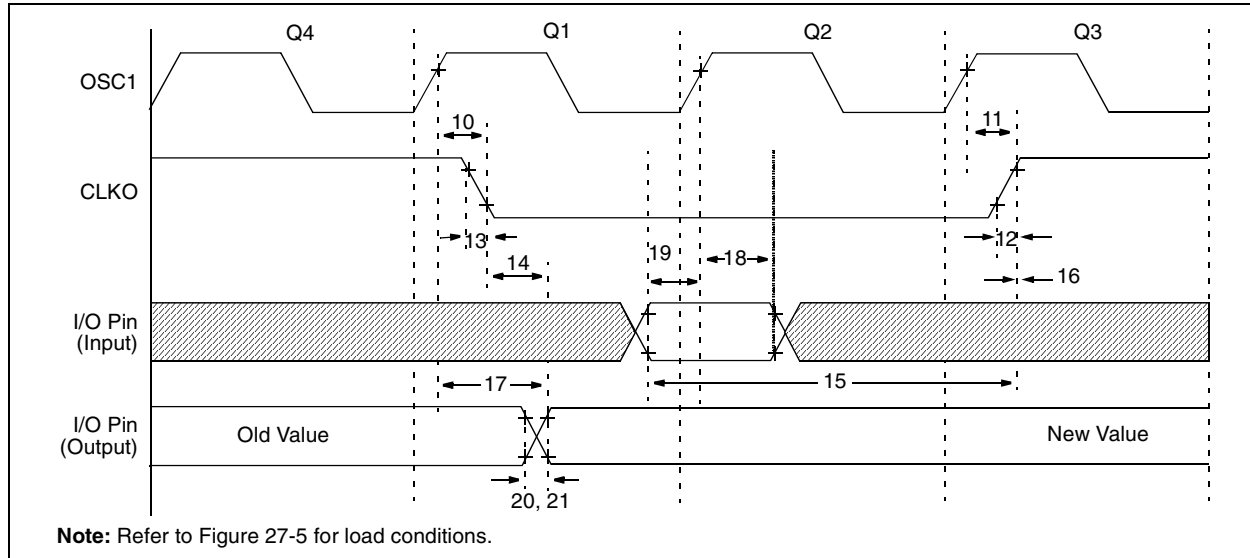 Q4 Q1 Q2 Q3
OSC1
10 11
CLKO
13 12
19 18
14 16
I/O Pin
(Input)
17 15
I/O Pin
(Output)
Old Value New Value
20, 21
Note: Refer to Figure 27-5 for load conditions.